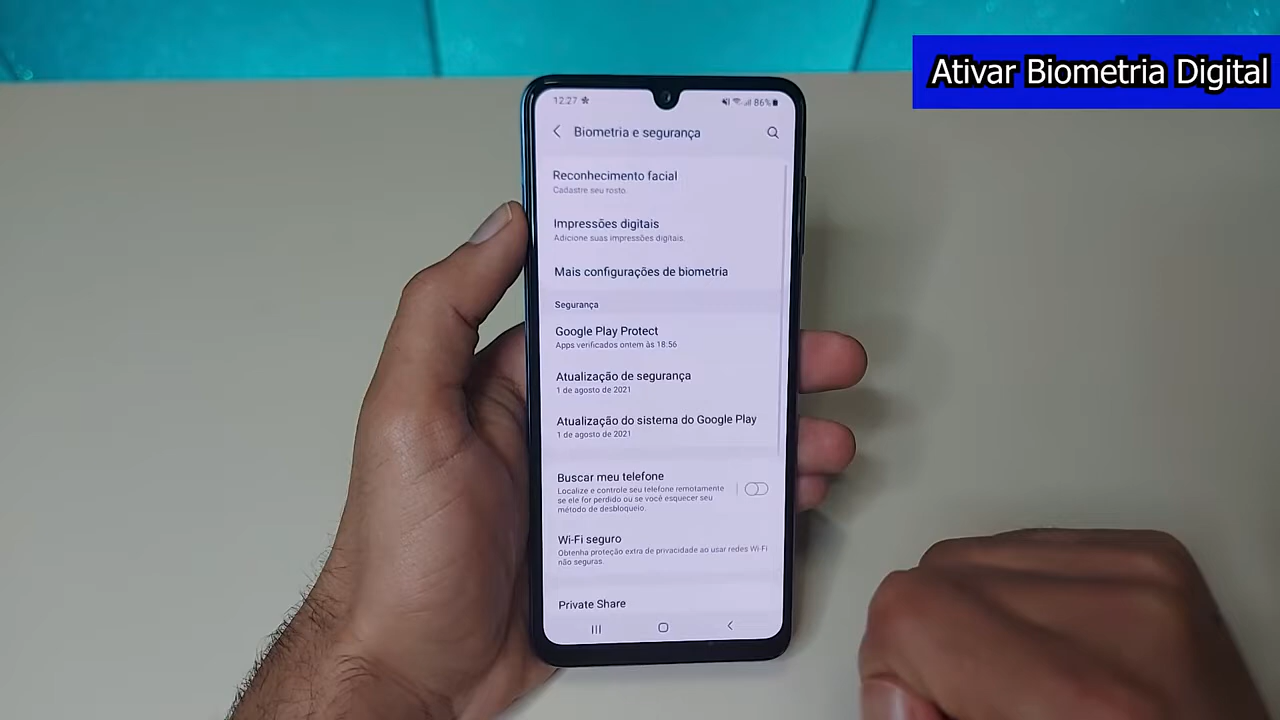 Ativar Biometria Digital
12:27
86%
Biometria e segurança
Reconhecimento facial
Cadastre seu rosto.
Impressões digitais
Adicione suas impressões digitais.
Mais configurações de biometria
Segurança
Google Play Protect
Apps verificados ontem às 18:56
Atualização de segurança
1 de agosto de 2021
Atualização do sistema do Google Play
1 de agosto de 2021
Buscar meu telefone
Localize e controle seu telefone remotamente
se ele for perdido ou se você esquecer seu
método de desbloqueio.
Wi-Fi seguro
Obtenha proteção extra de privacidade ao usar redes Wi-Fi
não seguras.
Private Share